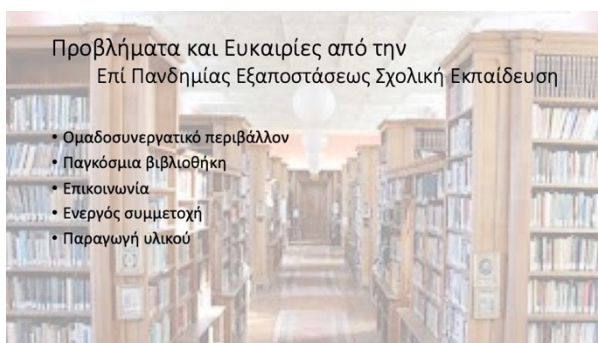 Προβλήματα και Ευκαιρίες από την
Επί Πανδημίας Εξαποστάσεως Σχολική Εκπαίδευση
• Ομαδοσυνεργατικό περιβάλλον
• Παγκόσμια βιβλιοθήκη
• Επικοινωνία
• Ενεργός συμμετοχή
• Παραγωγή υλικού